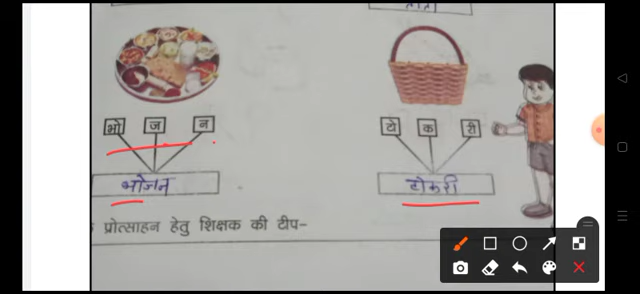 भो ज न
टो क री
भोजन
टोकरी
प्रोत्साहन हेतु शिक्षक की टीप-